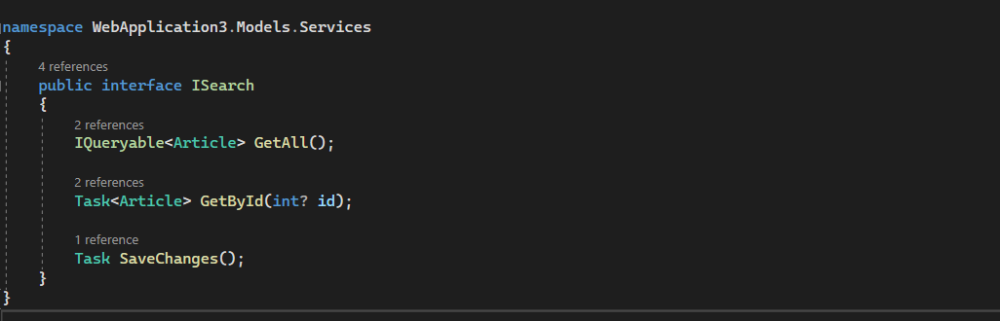 namespace WebApplication3.Models.Services
{
4 references
public interface ISearch
{
2 references
IQueryable<Article> GetAll();
2 references
Task<Article> GetById(int? id);
1 reference
Task SaveChanges();
}
}